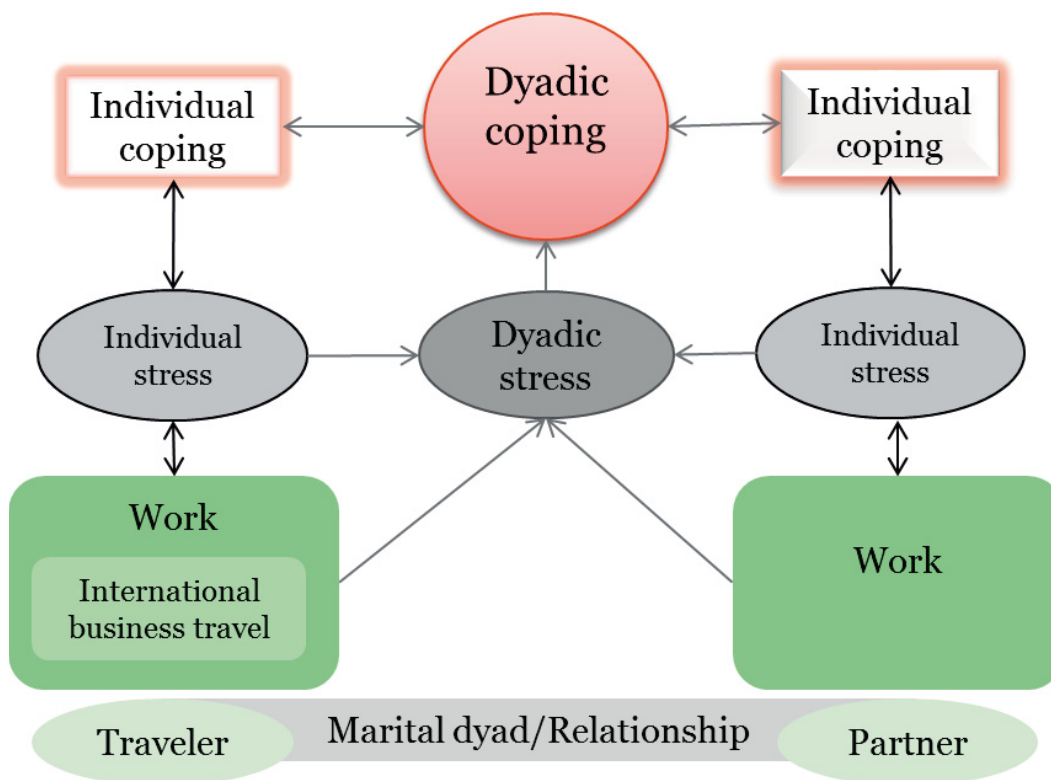 Individual
coping
Dyadic
coping
Individual
coping
Individual
stress
Dyadic
stress
Individual
stress
Work
International
business travel
Work
Traveler
Marital dyad/Relationship
Partner